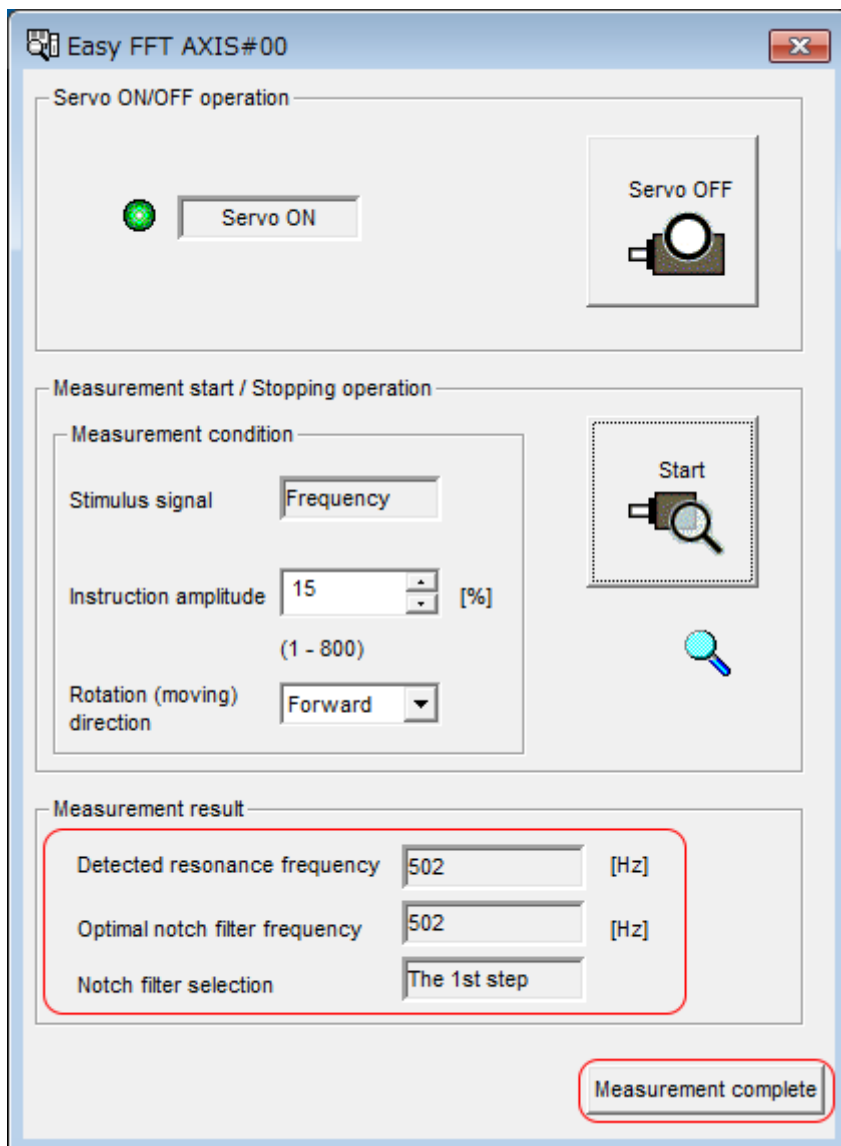 Easy FFT AXIS#00
Servo ON/OFF operation
Servo ON
Servo OFF
Measurement start / Stopping operation
Measurement condition
Stimulus signal
Frequency
Instruction amplitude
15
[%]
(1 - 800)
Rotation (moving)
direction
Forward
Start
Measurement result
Detected resonance frequency
502
[Hz]
Optimal notch filter frequency
502
[Hz]
Notch filter selection
The 1st step
Measurement complete